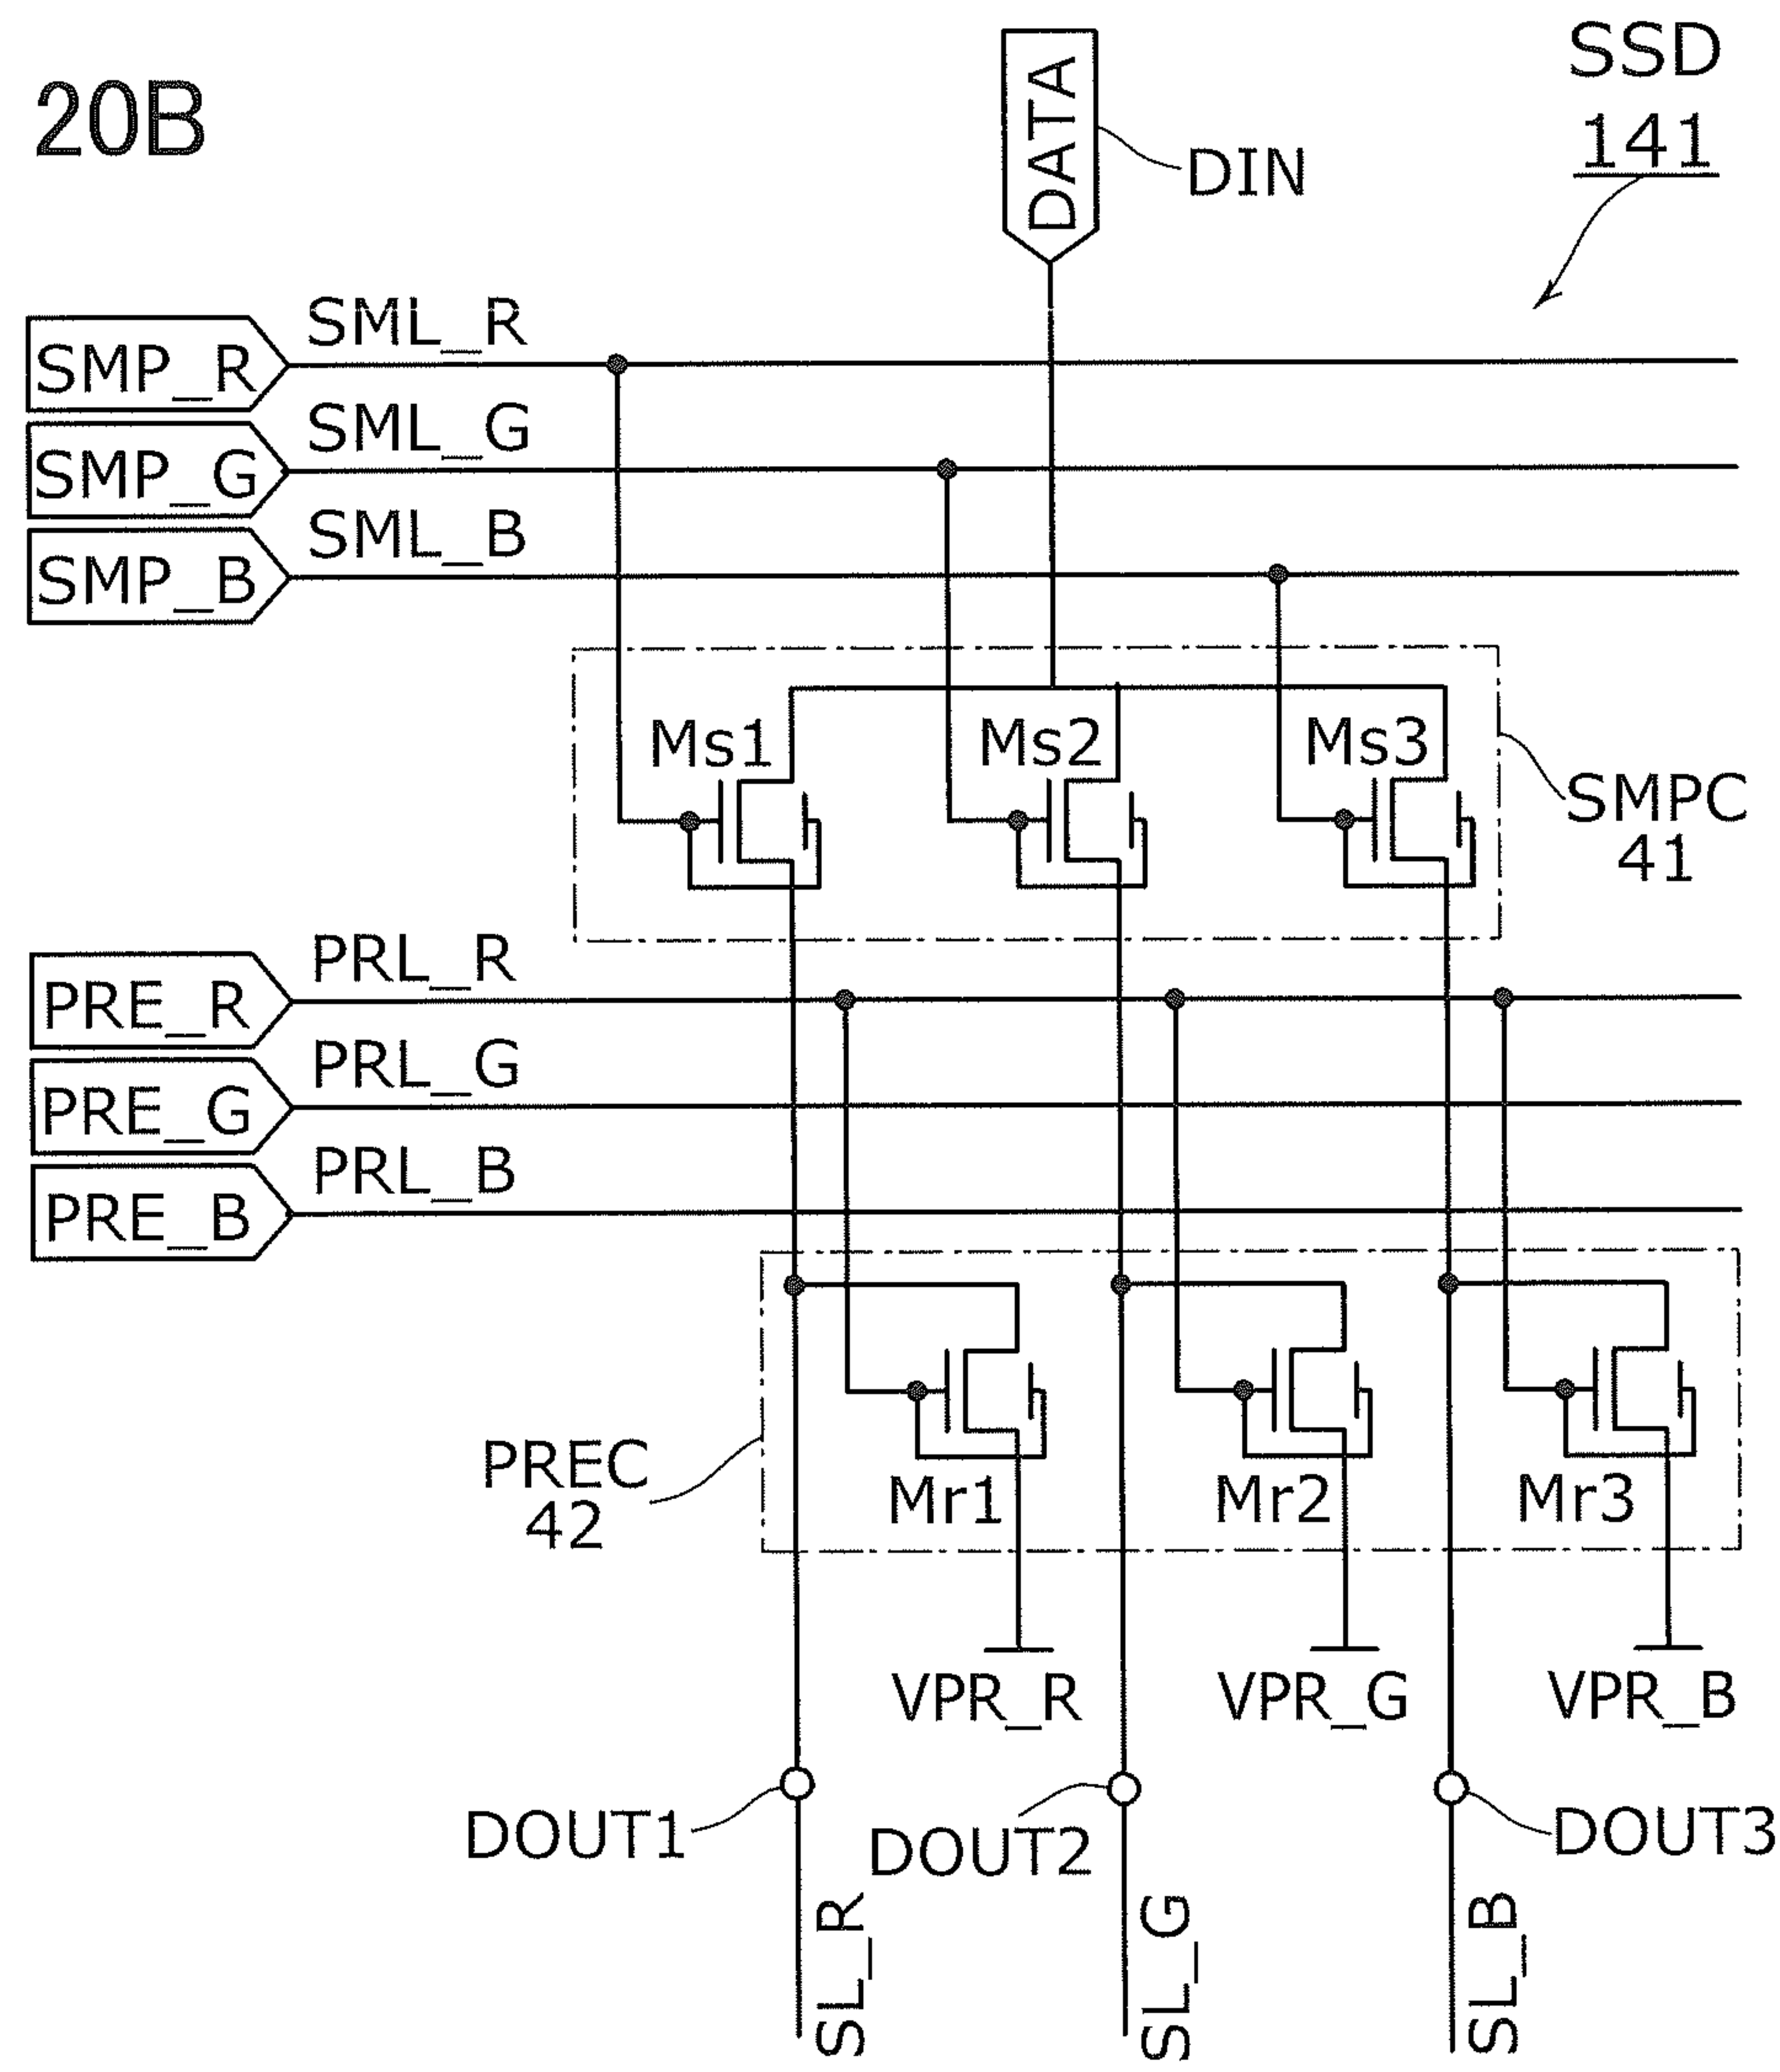 20B
SSD
141
DATA
DIN
SMP_R
SML_R
SMP_G
SML_G
SMP_B
SML_B
Ms1
Ms2
Ms3
SMPC
41
PRE_R
PRL_R
PRE_G
PRL_G
PRE_B
PRL_B
PREC
42
Mr1
Mr2
Mr3
VPR_R
VPR_G
VPR_B
DOUT1
DOUT2
DOUT3
SL_R
SL_G
SL_B